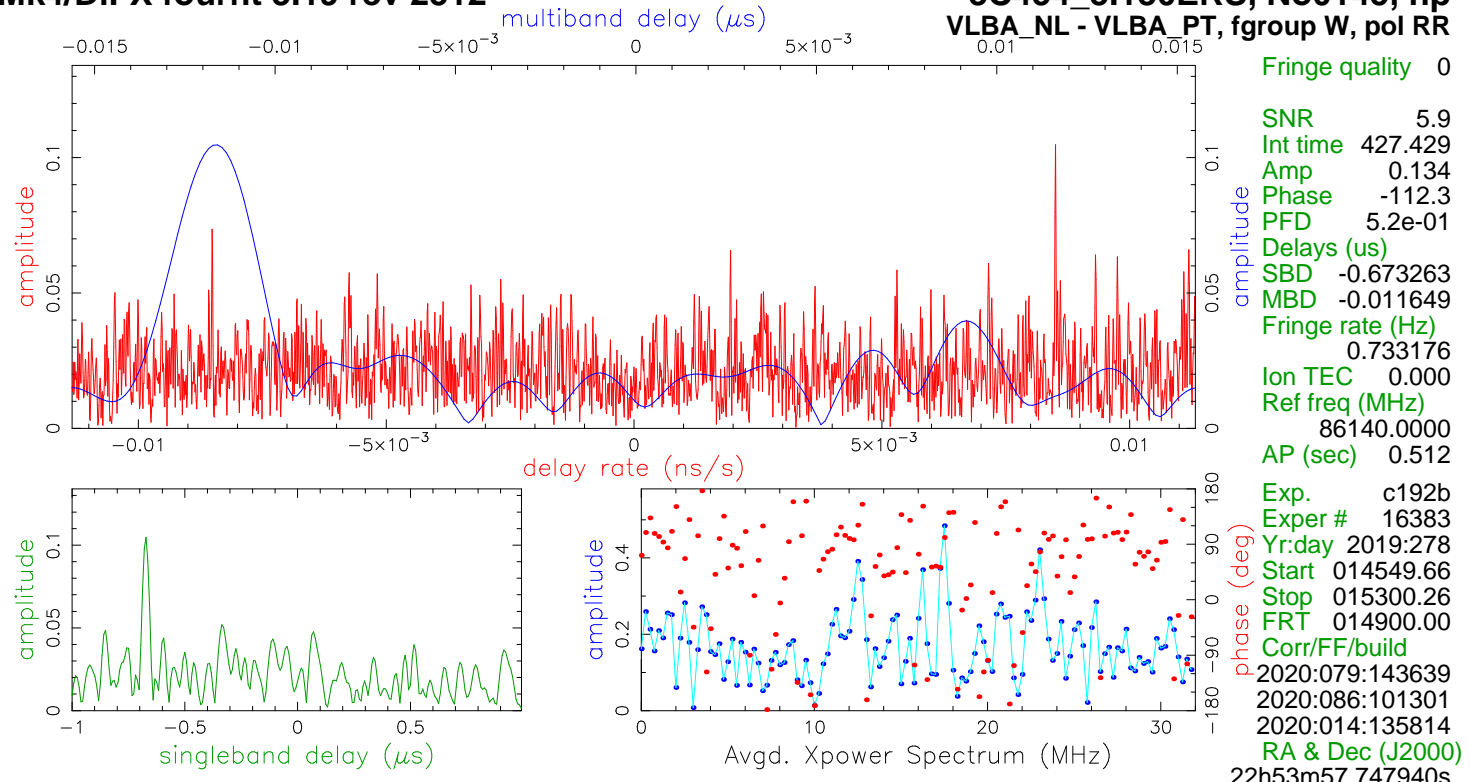 VLBA_NL - VLBA_PT, fgroup W, pol RR
multiband delay (μs)
−0.015 −0.01 −5×10⁻³ 0 5×10⁻³ 0.01 0.015
amplitude
0 0.05 0.1
amplitude
0 0.05 0.1
−0.01 −5×10⁻³ 0 5×10⁻³ 0.01
delay rate (ns/s)
amplitude
0 0.05 0.1
−1 −0.5 0 0.5
singleband delay (μs)
amplitude
0 0.2 0.4
phase (deg)
−180 −90 0 90 180
0 10 20 30
Avgd. Xpower Spectrum (MHz)
Fringe quality 0
SNR 5.9
Int time 427.429
Amp 0.134
Phase -112.3
PFD 5.2e-01
Delays (us)
SBD -0.673263
MBD -0.011649
Fringe rate (Hz)
0.733176
Ion TEC 0.000
Ref freq (MHz)
86140.0000
AP (sec) 0.512
Exp. c192b
Exper # 16383
Yr:day 2019:278
Start 014549.66
Stop 015300.26
FRT 014900.00
Corr/FF/build
2020:079:143639
2020:086:101301
2020:014:135814
RA & Dec (J2000)
22h53m57.747940s